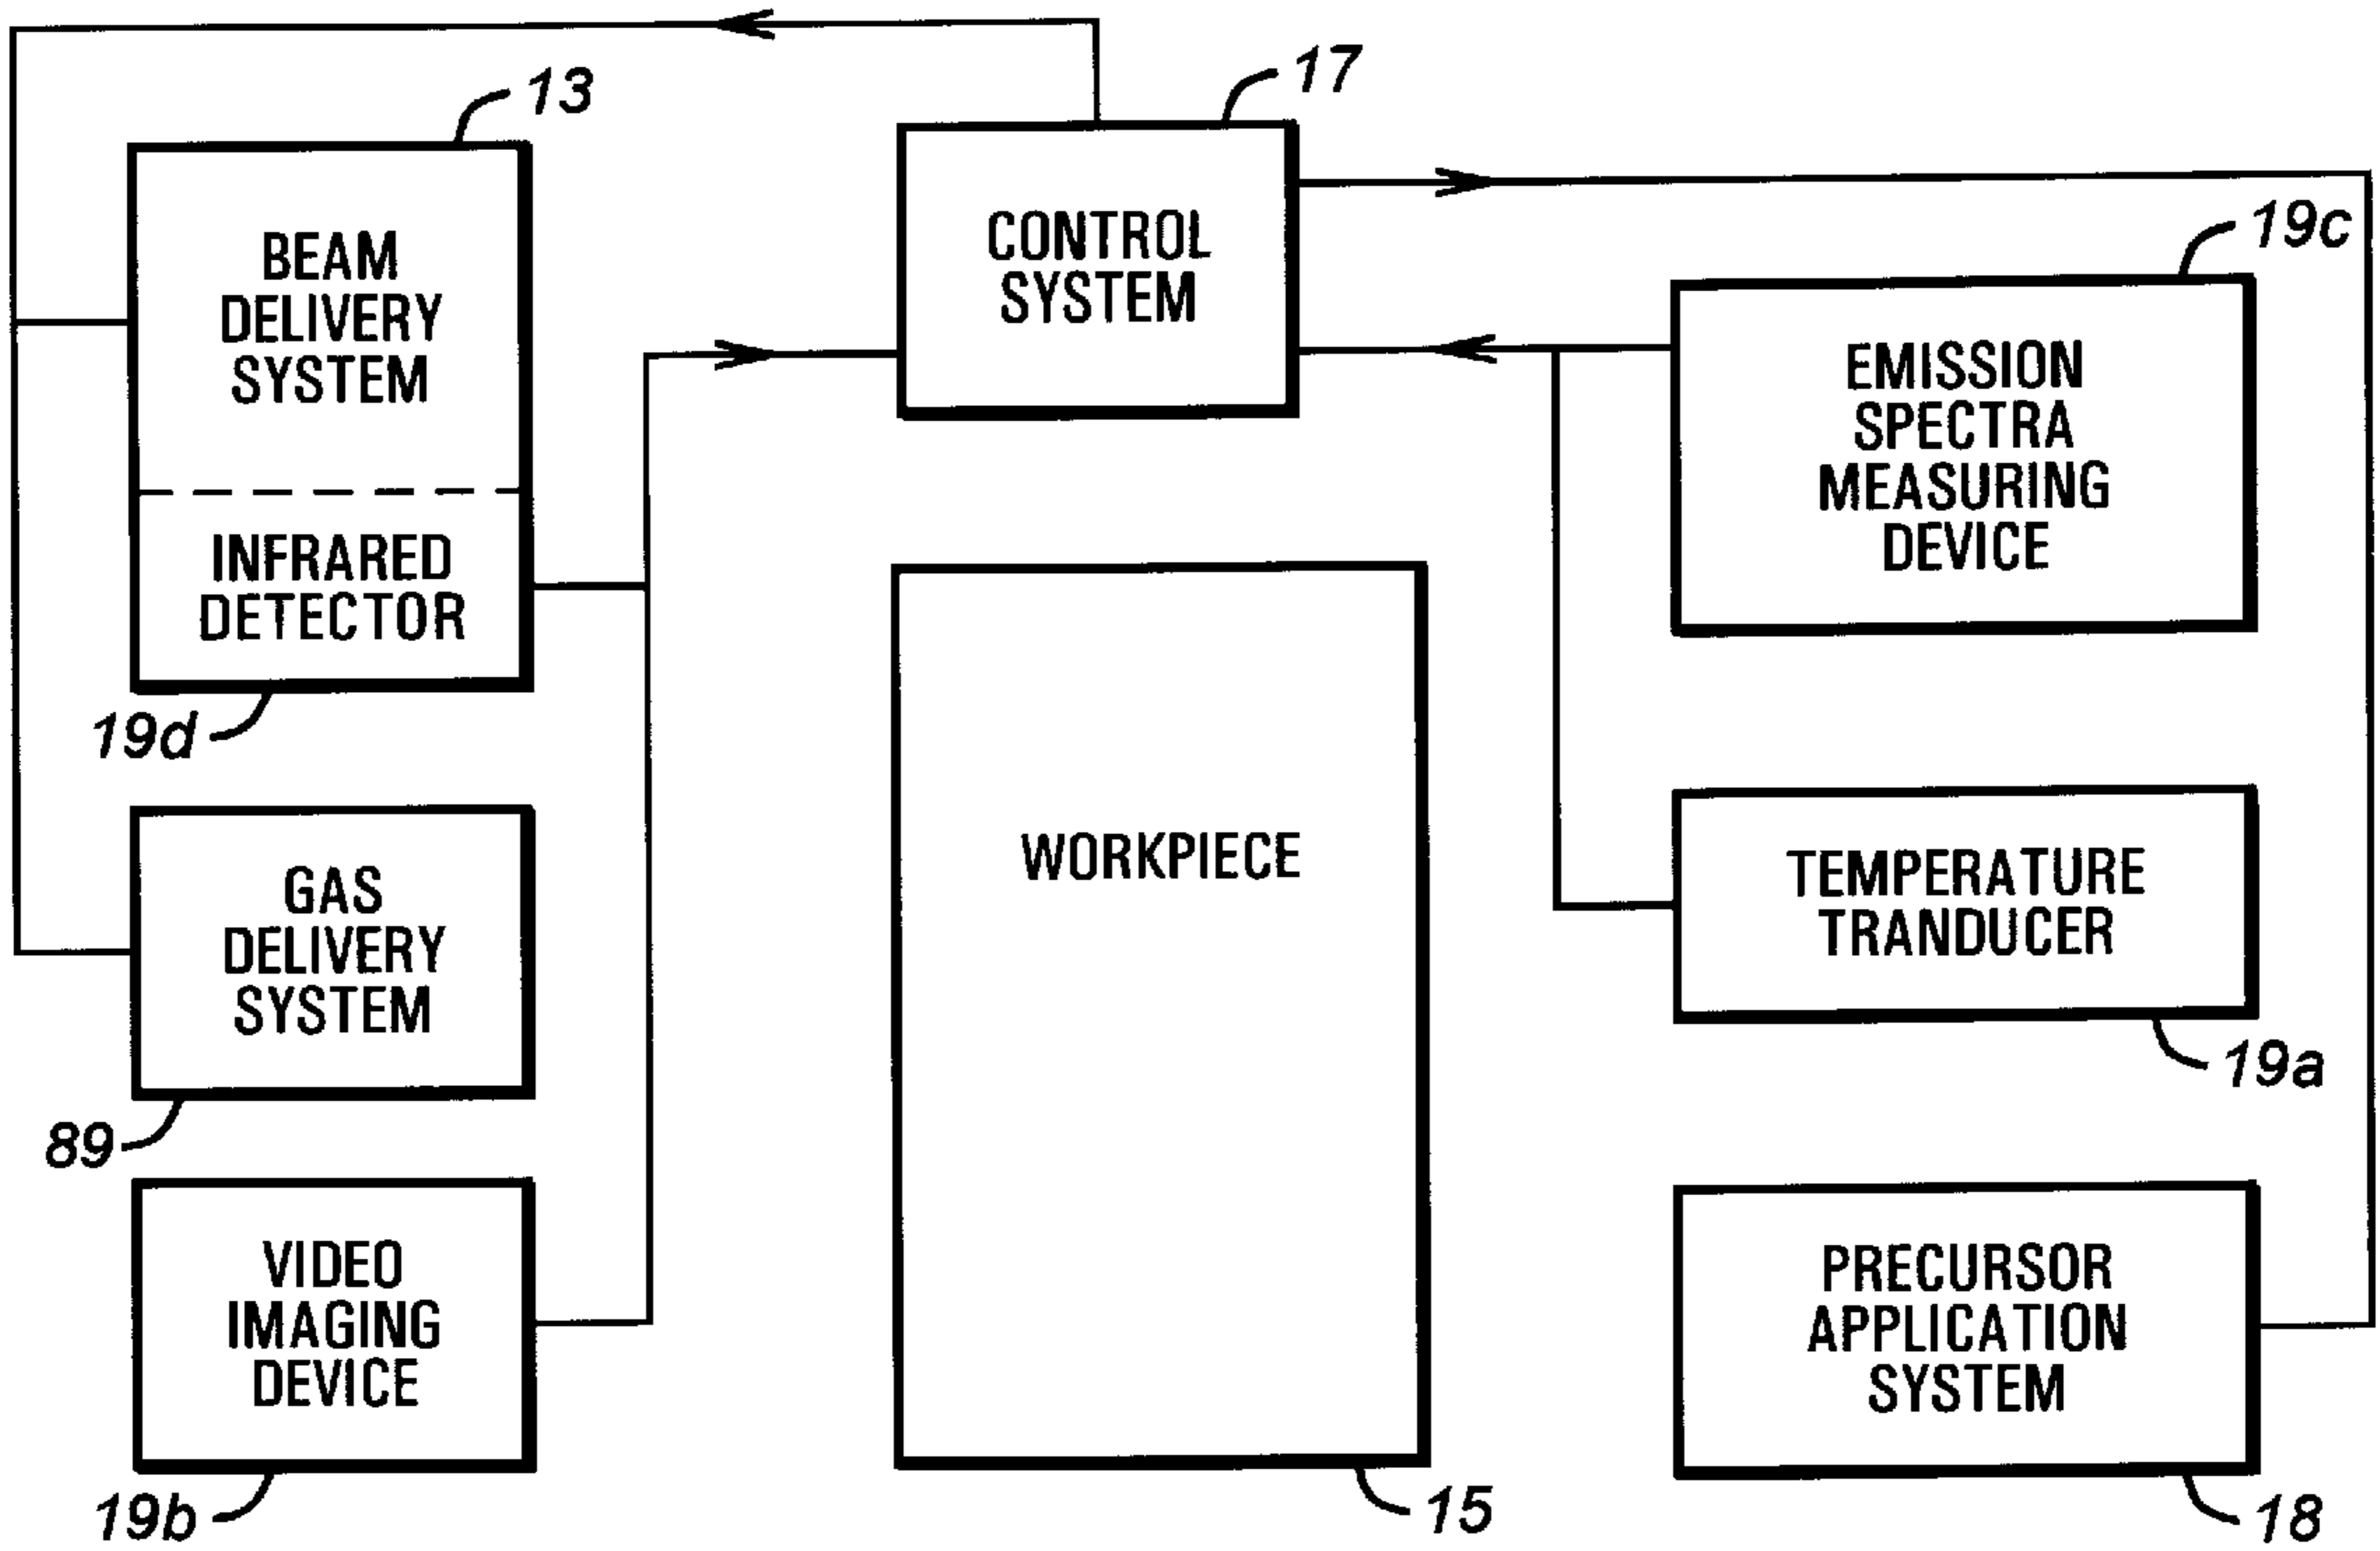 13
17
BEAM
DELIVERY
SYSTEM
INFRARED
DETECTOR
19d
CONTROL
SYSTEM
19c
EMISSION
SPECTRA
MEASURING
DEVICE
GAS
DELIVERY
SYSTEM
89
WORKPIECE
15
TEMPERATURE
TRANDUCER
19a
VIDEO
IMAGING
DEVICE
19b
PRECURSOR
APPLICATION
SYSTEM
18